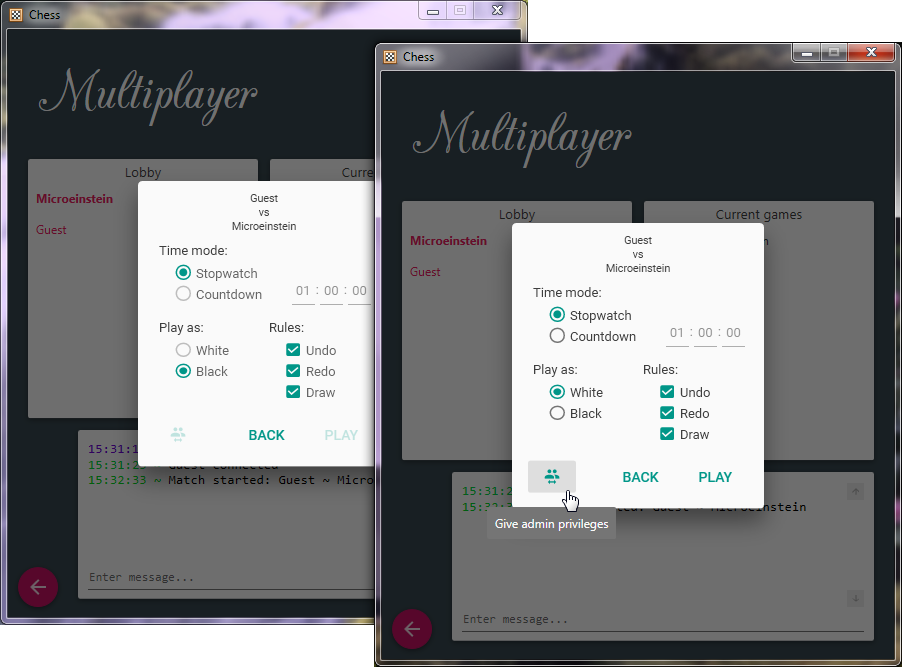 Chess
Multiplayer
Lobby
Curre
Microeinstein
Guest
Guest
vs
Microeinstein
Time mode:
Stopwatch
Countdown
01 : 00 : 00
Play as:
Rules:
White
Undo
Black
Redo
Draw
BACK
PLAY
15:31:1
15:31:2
Guest connected
15:32:33 ~ Match started: Guest ~ Micro
Enter message...
Chess
Multiplayer
Lobby
Current games
Microeinstein
Guest
Guest
vs
Microeinstein
Time mode:
Stopwatch
Countdown
01 : 00 : 00
Play as:
Rules:
White
Undo
Black
Redo
Draw
BACK
PLAY
15:31:2
15:32:3
Guest ~ Microeinstein
Give admin privileges
Enter message...